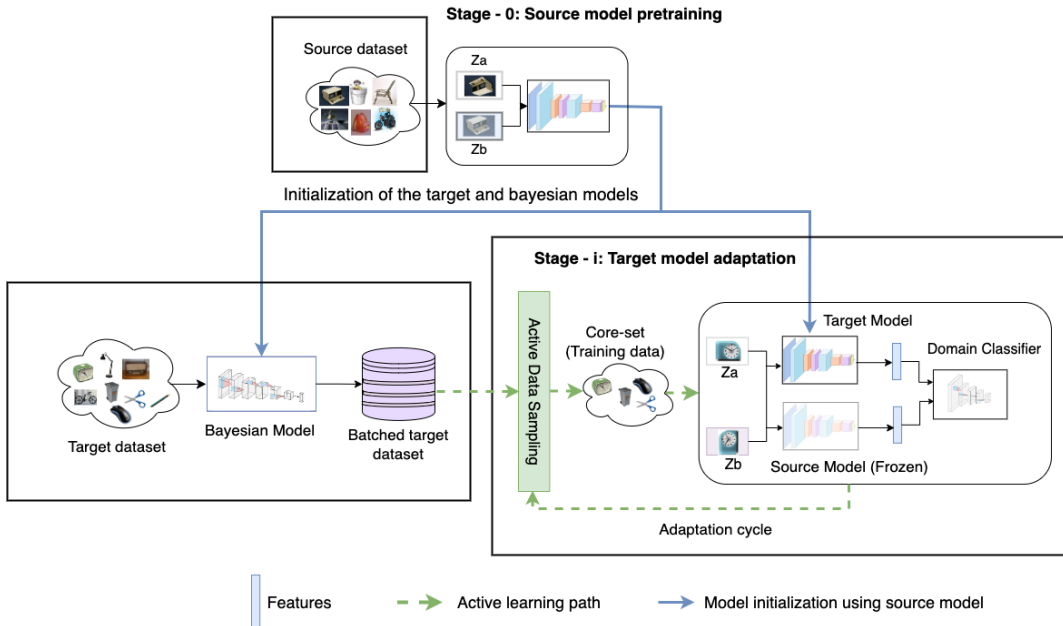 Stage - 0: Source model pretraining
Source dataset
Za
Zb
Initialization of the target and bayesian models
Stage - i: Target model adaptation
Target dataset
Bayesian Model
Batched target
dataset
Active Data Sampling
Core-set
(Training data)
Target Model
Za
Zb
Domain Classifier
Source Model (Frozen)
Adaptation cycle
Features
Active learning path
Model initialization using source model